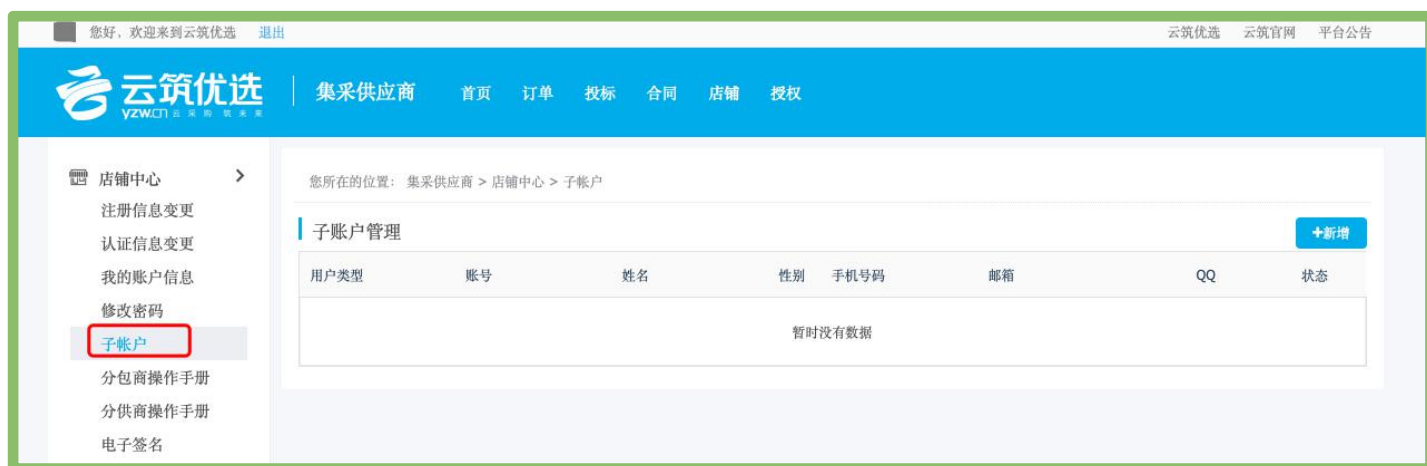 您好，欢迎来到云筑优选 退出 云筑优选 云筑官网 平台公告
云筑优选 集采供应商 首页 订单 投标 合同 店铺 授权
yzw.cn 云采购 筑未来
店铺中心
注册信息变更
认证信息变更
我的账户信息
修改密码
子帐户
分包商操作手册
分供商操作手册
电子签名
您所在的位置： 集采供应商 > 店铺中心 > 子帐户
子账户管理 +新增
用户类型 账号 姓名 性别 手机号码 邮箱 QQ 状态
暂时没有数据